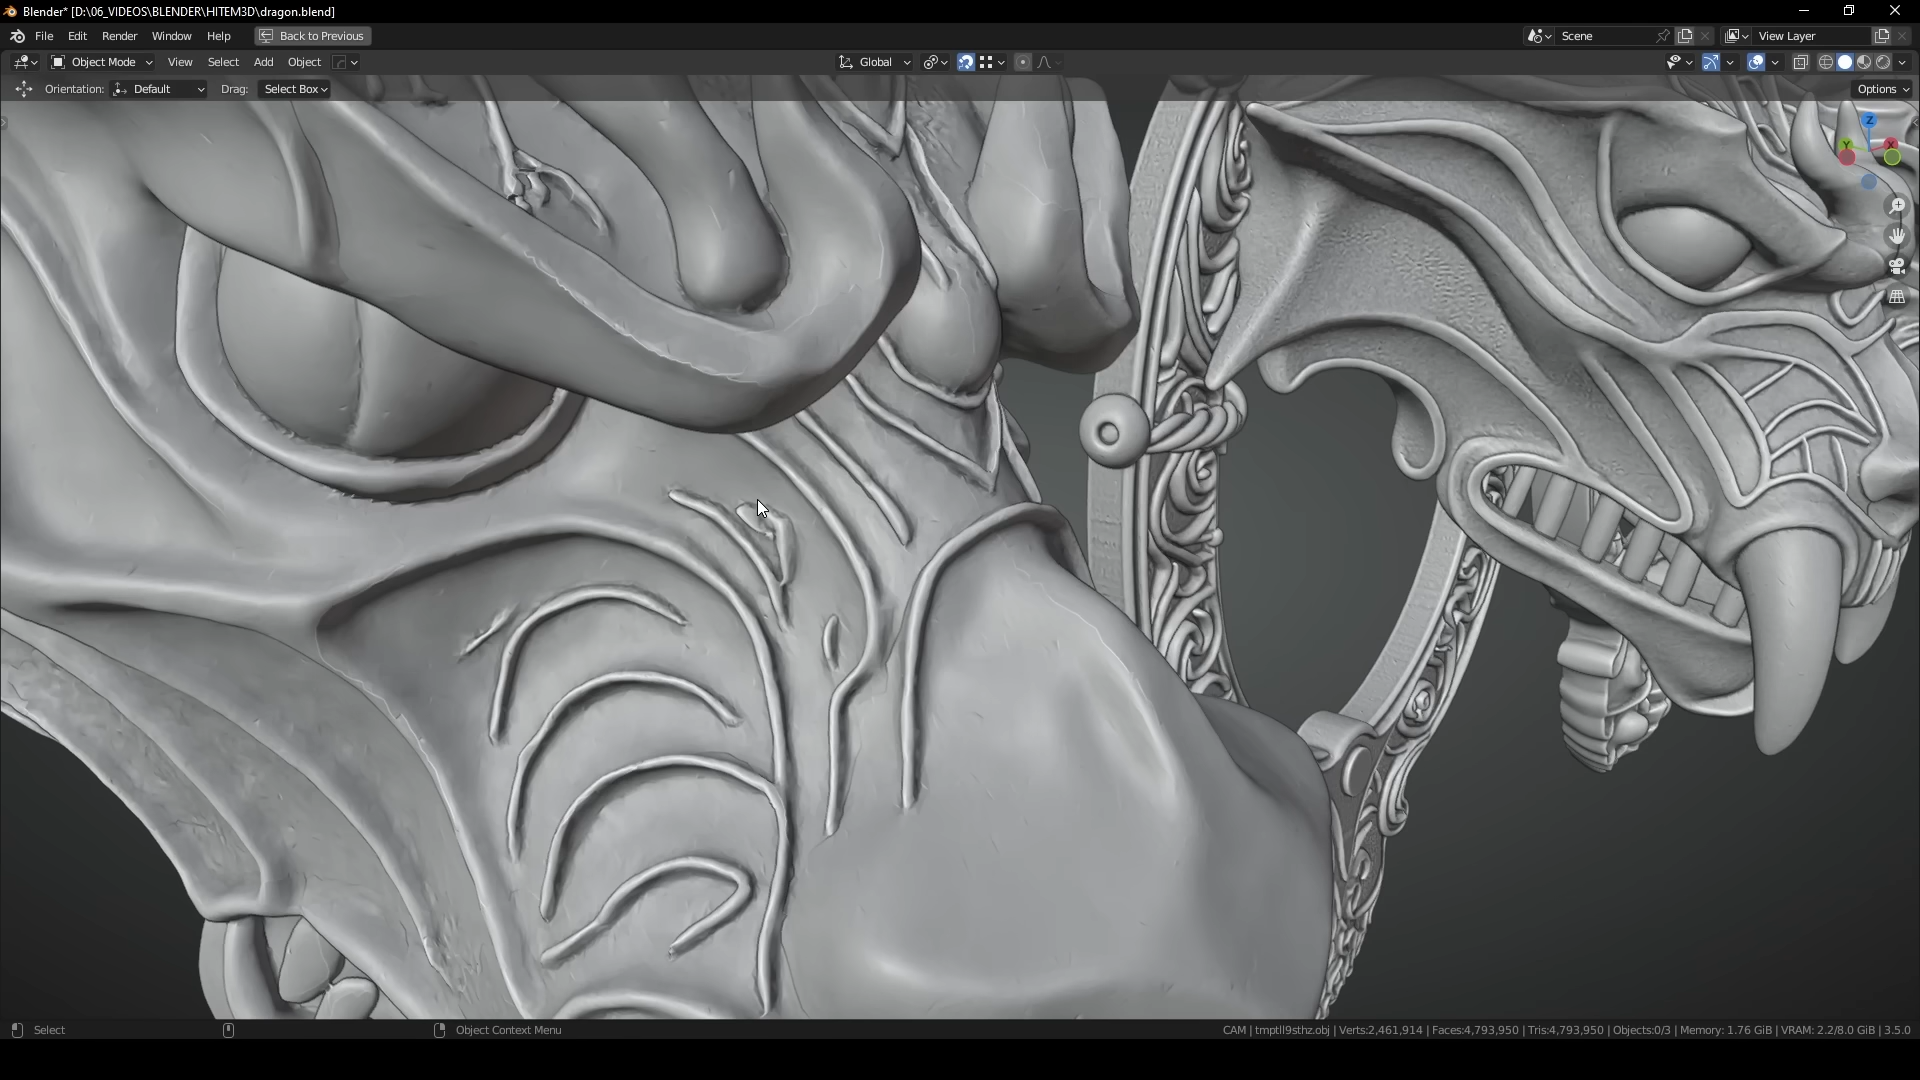 Blender* [D:\06_VIDEOS\BLENDER\HITEM3D\dragon.blend]
File Edit Render Window Help Back to Previous Scene View Layer
Object Mode View Select Add Object Global
Orientation: Default Drag: Select Box Options
Z
Y X
Select Object Context Menu CAM | tmptll9sthz.obj | Verts:2,461,914 | Faces:4,793,950 | Tris:4,793,950 | Objects:0/3 | Memory: 1.76 GiB | VRAM: 2.2/8.0 GiB | 3.5.0